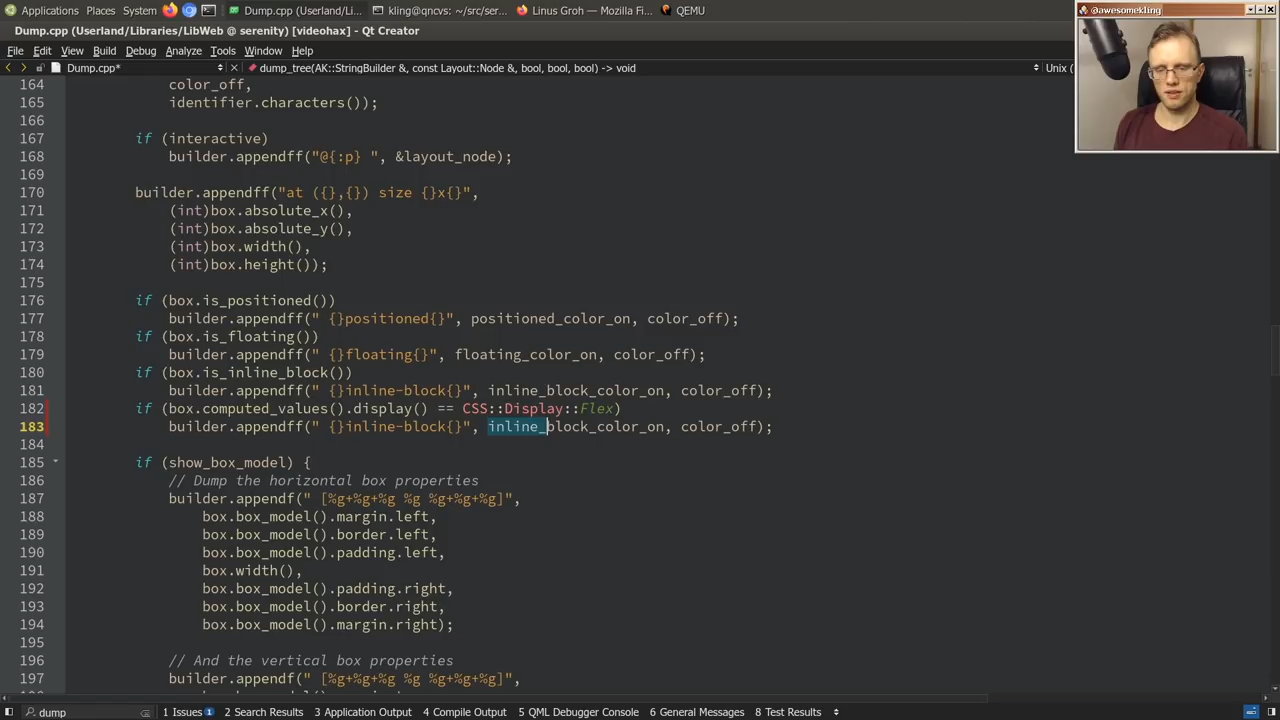 Applications Places System Dump.cpp (Userland/Li... kling@qncvs: ~/src/ser... Linus Groh — Mozilla Fi... QEMU
@awesomekling
Dump.cpp (Userland/Libraries/LibWeb @ serenity) [videohax] - Qt Creator
File Edit View Build Debug Analyze Tools Window Help
Dump.cpp* dump_tree(AK::StringBuilder &, const Layout::Node &, bool, bool, bool) -> void Unix (
164 color_off,
165 identifier.characters());
166
167 if (interactive)
168 builder.appendff("@{:p} ", &layout_node);
169
170 builder.appendff("at ({},{}) size {}x{}",
171 (int)box.absolute_x(),
172 (int)box.absolute_y(),
173 (int)box.width(),
174 (int)box.height());
175
176 if (box.is_positioned())
177 builder.appendff(" {}positioned{}", positioned_color_on, color_off);
178 if (box.is_floating())
179 builder.appendff(" {}floating{}", floating_color_on, color_off);
180 if (box.is_inline_block())
181 builder.appendff(" {}inline-block{}", inline_block_color_on, color_off);
182 if (box.computed_values().display() == CSS::Display::Flex)
183 builder.appendff(" {}inline-block{}", inline_block_color_on, color_off);
184
185 if (show_box_model) {
186 // Dump the horizontal box properties
187 builder.appendf(" [%g+%g+%g %g %g+%g+%g]",
188 box.box_model().margin.left,
189 box.box_model().border.left,
190 box.box_model().padding.left,
191 box.width(),
192 box.box_model().padding.right,
193 box.box_model().border.right,
194 box.box_model().margin.right);
195
196 // And the vertical box properties
197 builder.appendf(" [%g+%g+%g %g %g+%g+%g]",
dump 1 Issues 1 2 Search Results 3 Application Output 4 Compile Output 5 QML Debugger Console 6 General Messages 8 Test Results